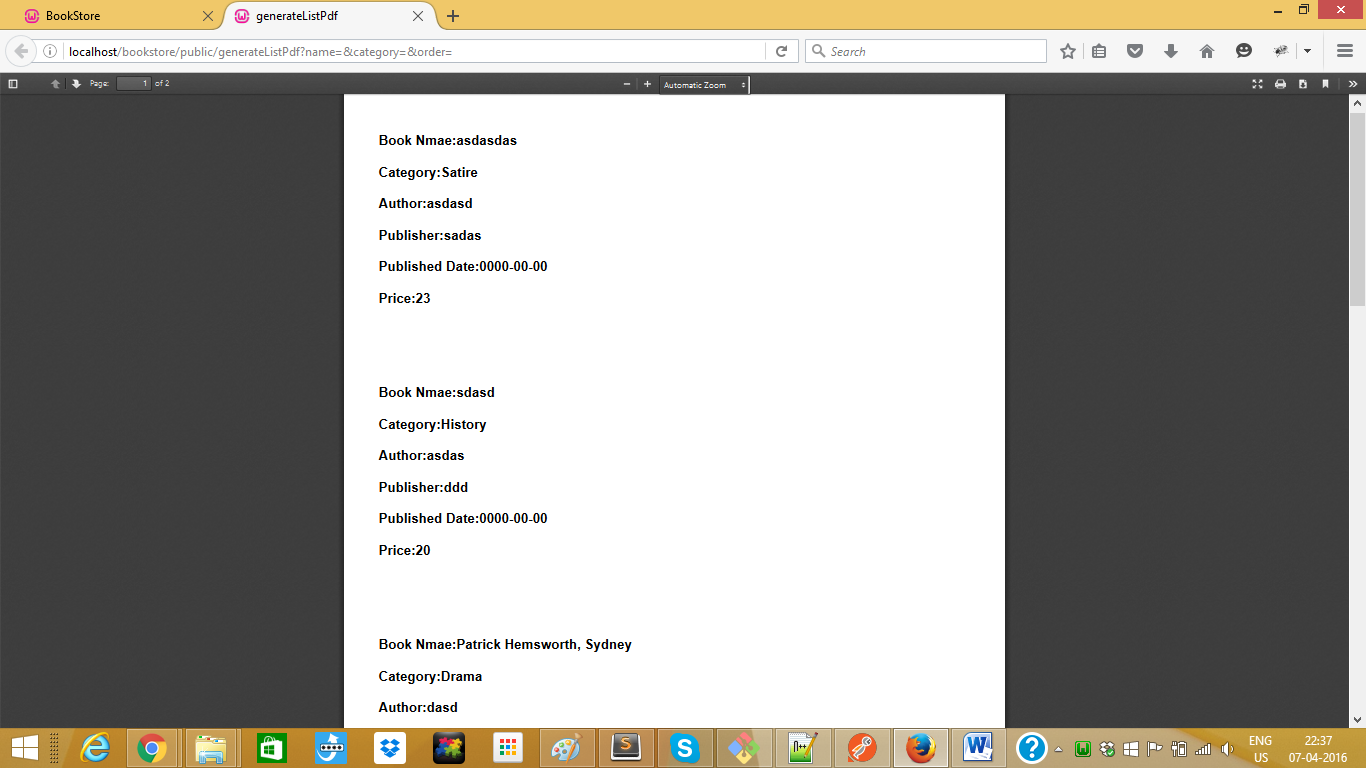 BookStore
generateListPdf
localhost/bookstore/public/generateListPdf?name=&category=&order=
Search
Page: 1 of 2
Automatic Zoom
Book Nmae:asdasdas
Category:Satire
Author:asdasd
Publisher:sadas
Published Date:0000-00-00
Price:23
Book Nmae:sdasd
Category:History
Author:asdas
Publisher:ddd
Published Date:0000-00-00
Price:20
Book Nmae:Patrick Hemsworth, Sydney
Category:Drama
Author:dasd
ENG 22:37
US 07-04-2016